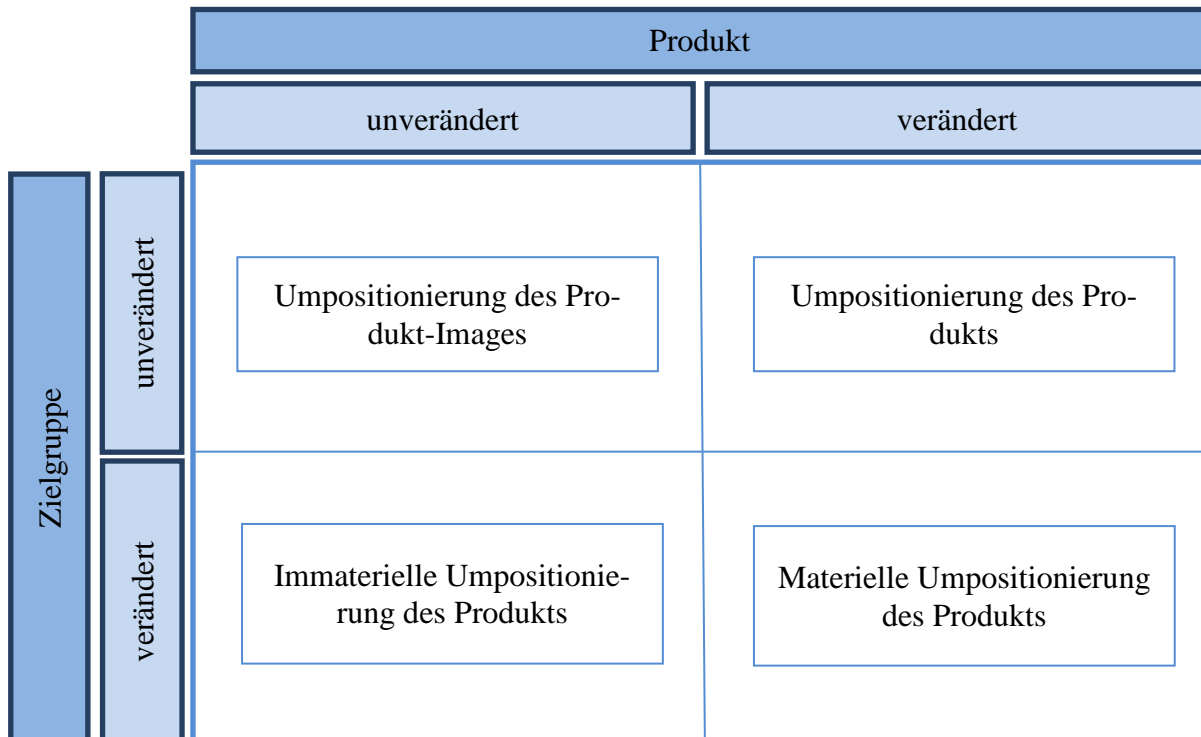 Produkt
unverändert
verändert
Zielgruppe
unverändert
Umpositionierung des Pro-
dukt-Images
Umpositionierung des Pro-
dukts
verändert
Immaterielle Umpositionie-
rung des Produkts
Materielle Umpositionierung
des Produkts